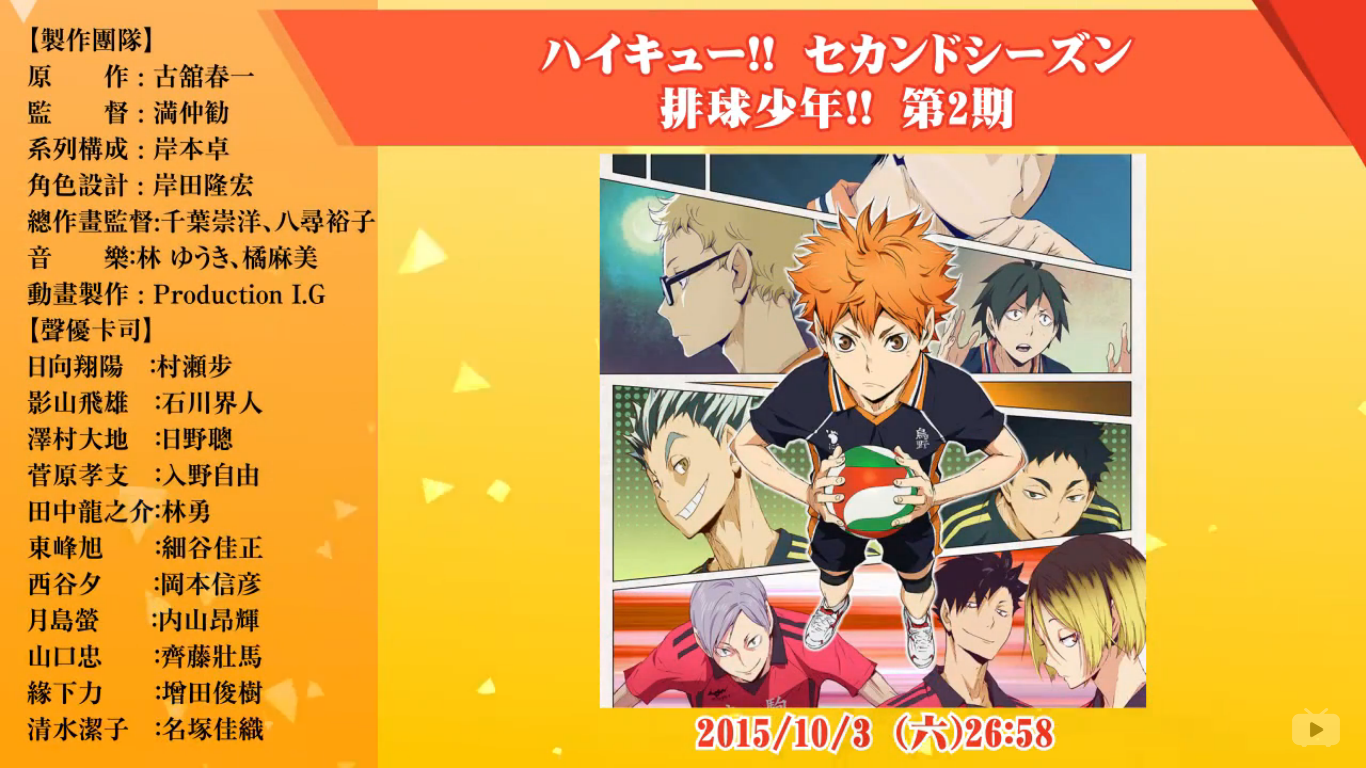 【製作團隊】
原　　作：古舘春一
監　　督：満仲勧
系列構成：岸本卓
角色設計：岸田隆宏
總作畫監督:千葉崇洋、八尋裕子
音　　樂:林 ゆうき、橘麻美
動畫製作：Production I.G
【聲優卡司】
日向翔陽　:村瀬歩
影山飛雄　:石川界人
澤村大地　:日野聰
菅原孝支　:入野自由
田中龍之介:林勇
東峰旭　　:細谷佳正
西谷夕　　:岡本信彦
月島螢　　:内山昂輝
山口忠　　:齊藤壯馬
緣下力　　:增田俊樹
清水潔子　:名塚佳織
ハイキュー!! セカンドシーズン
排球少年!! 第2期
烏野
2015/10/3 (六)26:58